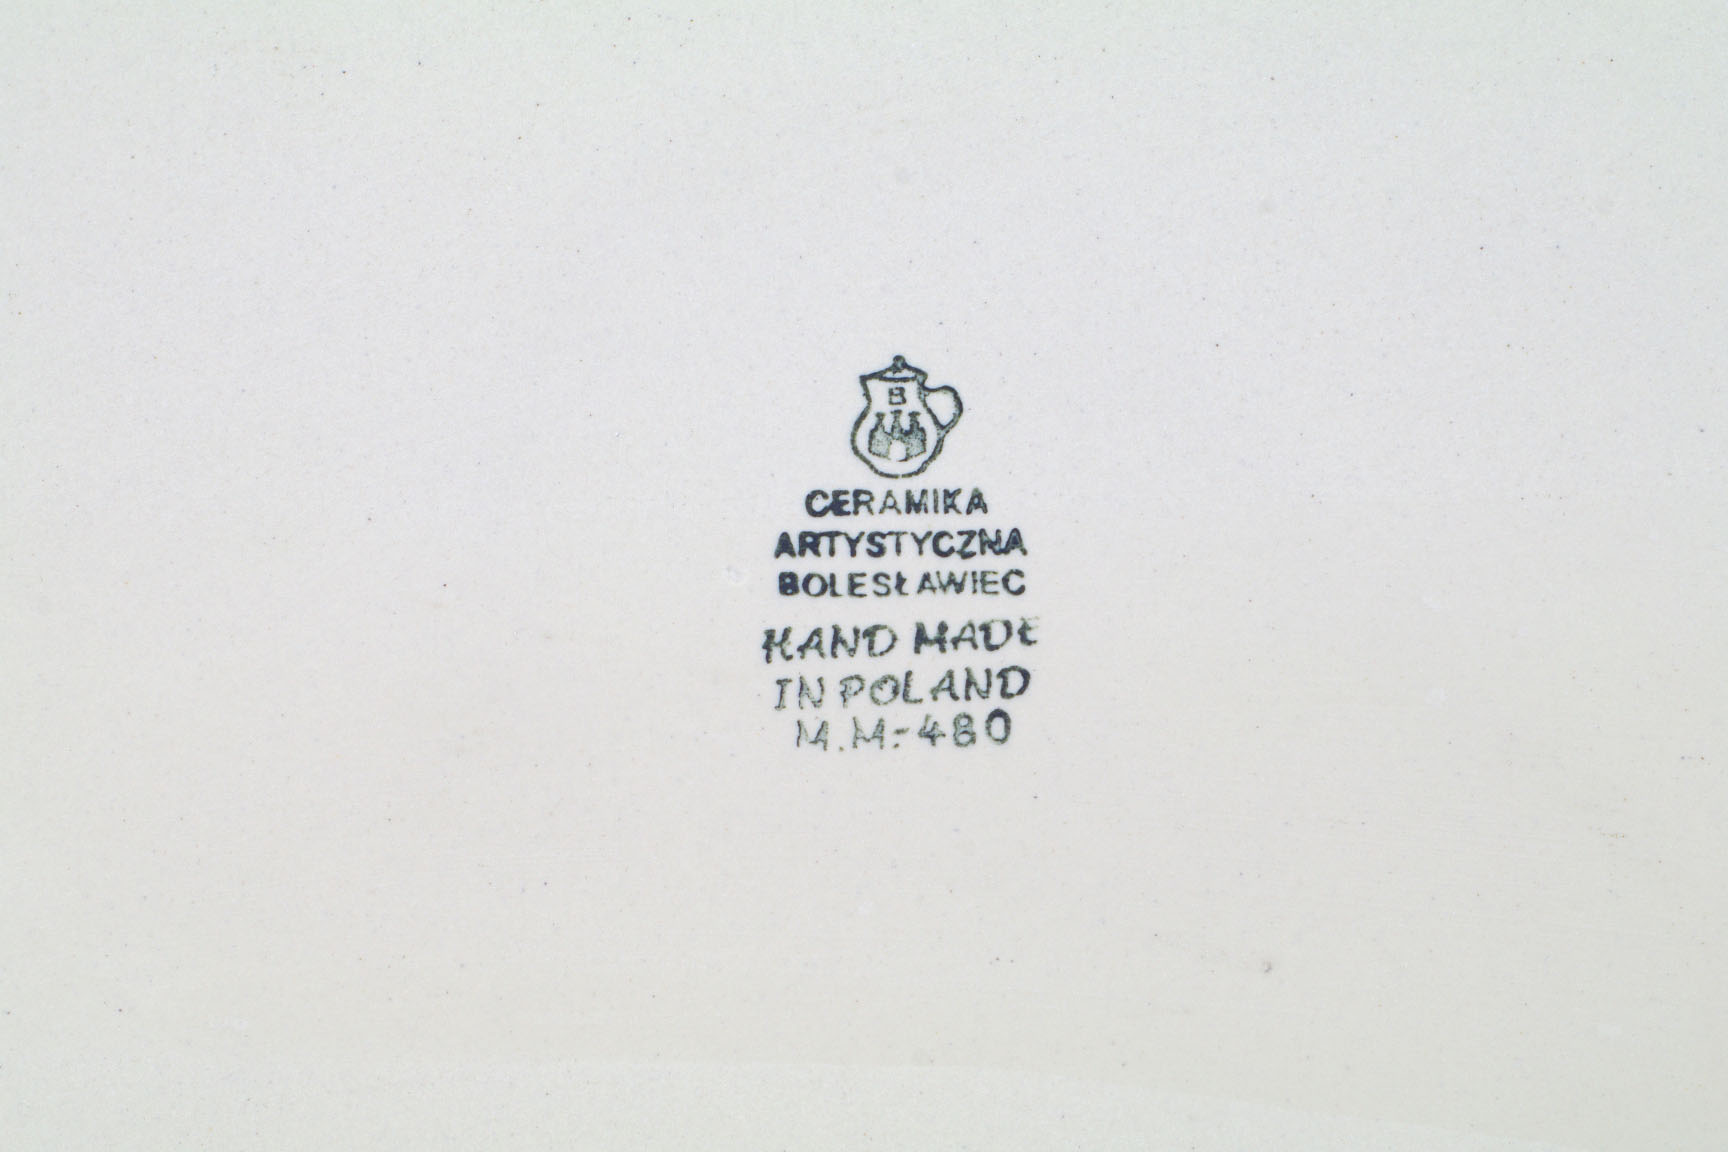 B
CERAMIKA
ARTYSTYCZNA
BOLESŁAWIEC
HAND MADE
IN POLAND
M.M.-480